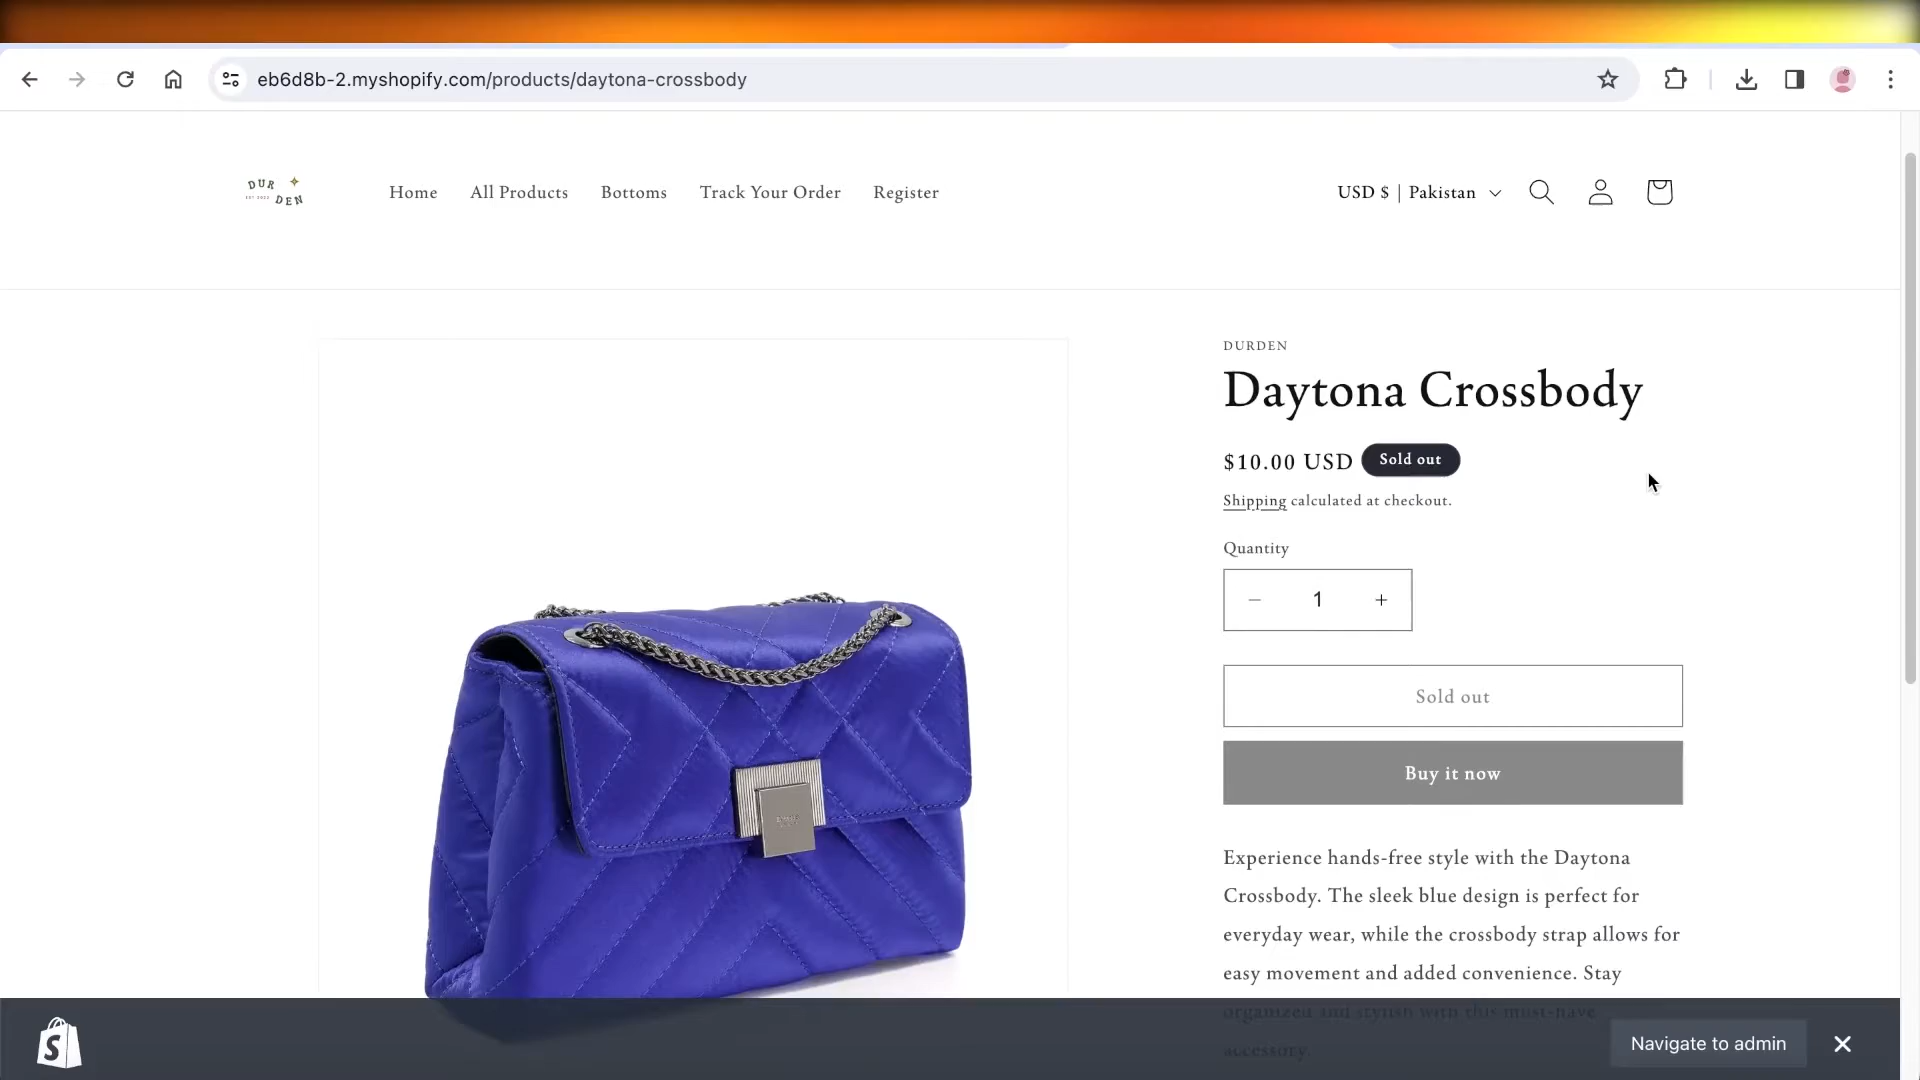 eb6d8b-2.myshopify.com/products/daytona-crossbody
DUR
DEN
Home
All Products
Bottoms
Track Your Order
Register
USD $ | Pakistan
DURDEN
Daytona Crossbody
$10.00 USD
Sold out
Shipping calculated at checkout.
Quantity
1
Sold out
Buy it now
Experience hands-free style with the Daytona
Crossbody. The sleek blue design is perfect for
everyday wear, while the crossbody strap allows for
easy movement and added convenience. Stay
organized and stylish with this must-have
accessory.
Navigate to admin